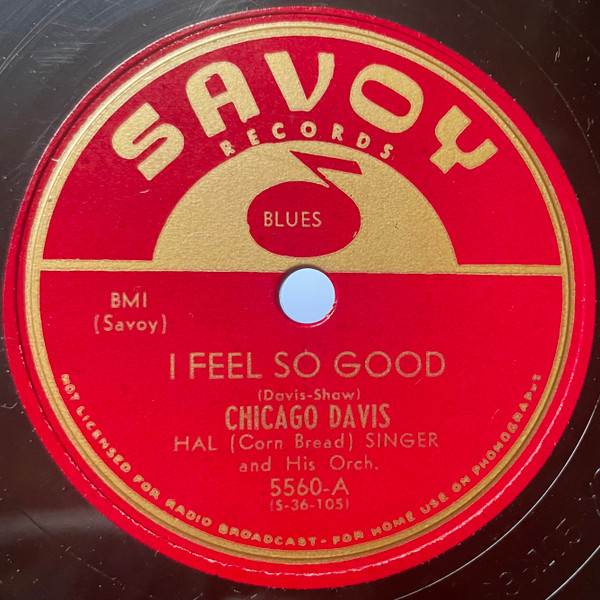 SAVOY
RECORDS
BLUES
BMI
(Savoy)
I FEEL SO GOOD
(Davis-Shaw)
CHICAGO DAVIS
HAL (Corn Bread) SINGER
and His Orch.
5560-A
(S-36-105)
NOT LICENSED FOR RADIO BROADCAST - FOR HOME USE ON PHONOGRAPHS